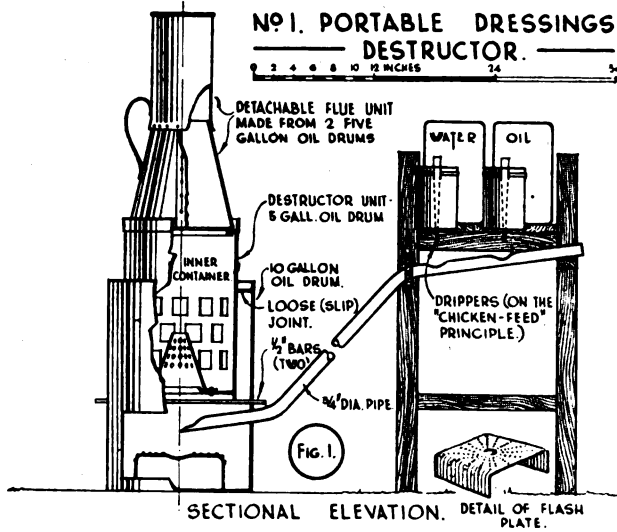 No 1. PORTABLE DRESSINGS
DESTRUCTOR.
0 2 4 6 8 10 12 INCHES 24
DETACHABLE FLUE UNIT
MADE FROM 2 FIVE
GALLON OIL DRUMS
WATER OIL
DESTRUCTOR UNIT-
5 GALL. OIL DRUM
INNER
CONTAINER
10 GALLON
OIL DRUM.
LOOSE (SLIP)
JOINT.
1/2" BARS
(TWO)
DRIPPERS (ON THE
"CHICKEN-FEED"
PRINCIPLE.)
3/4" DIA. PIPE.
FIG. 1.
SECTIONAL ELEVATION.
DETAIL OF FLASH
PLATE.